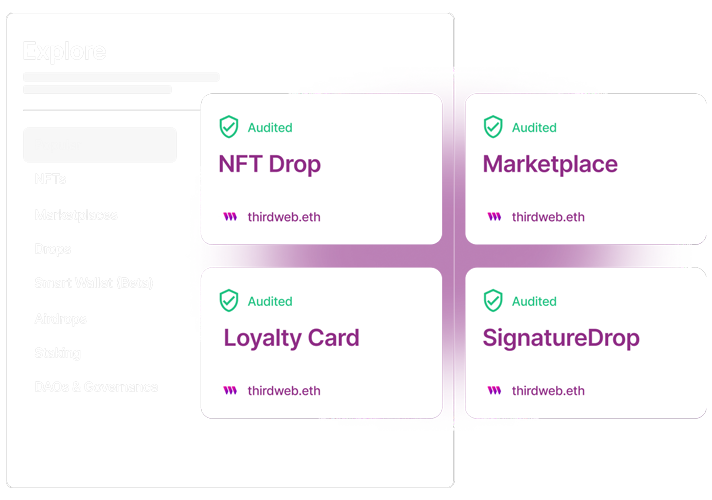 Explore
NFTs
Marketplaces
Drops
Smart Wallet (Beta)
Airdrops
Staking
DAOs & Governance
Audited
NFT Drop
thirdweb.eth
Audited
Marketplace
thirdweb.eth
Audited
Loyalty Card
thirdweb.eth
Audited
SignatureDrop
thirdweb.eth